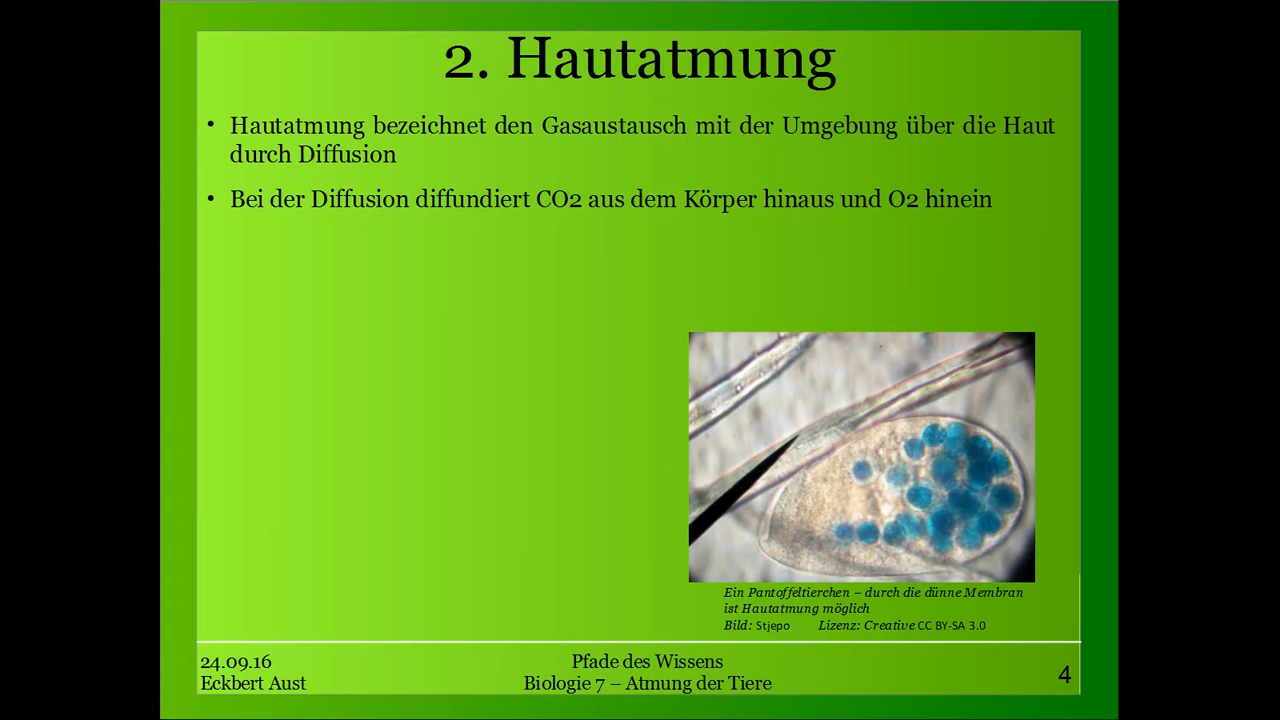 2. Hautatmung
• Hautatmung bezeichnet den Gasaustausch mit der Umgebung über die Haut
durch Diffusion
• Bei der Diffusion diffundiert CO2 aus dem Körper hinaus und O2 hinein
Ein Pantoffeltierchen – durch die dünne Membran
ist Hautatmung möglich
Bild: Stjepo Lizenz: Creative CC BY-SA 3.0
24.09.16
Eckbert Aust
Pfade des Wissens
Biologie 7 – Atmung der Tiere
4